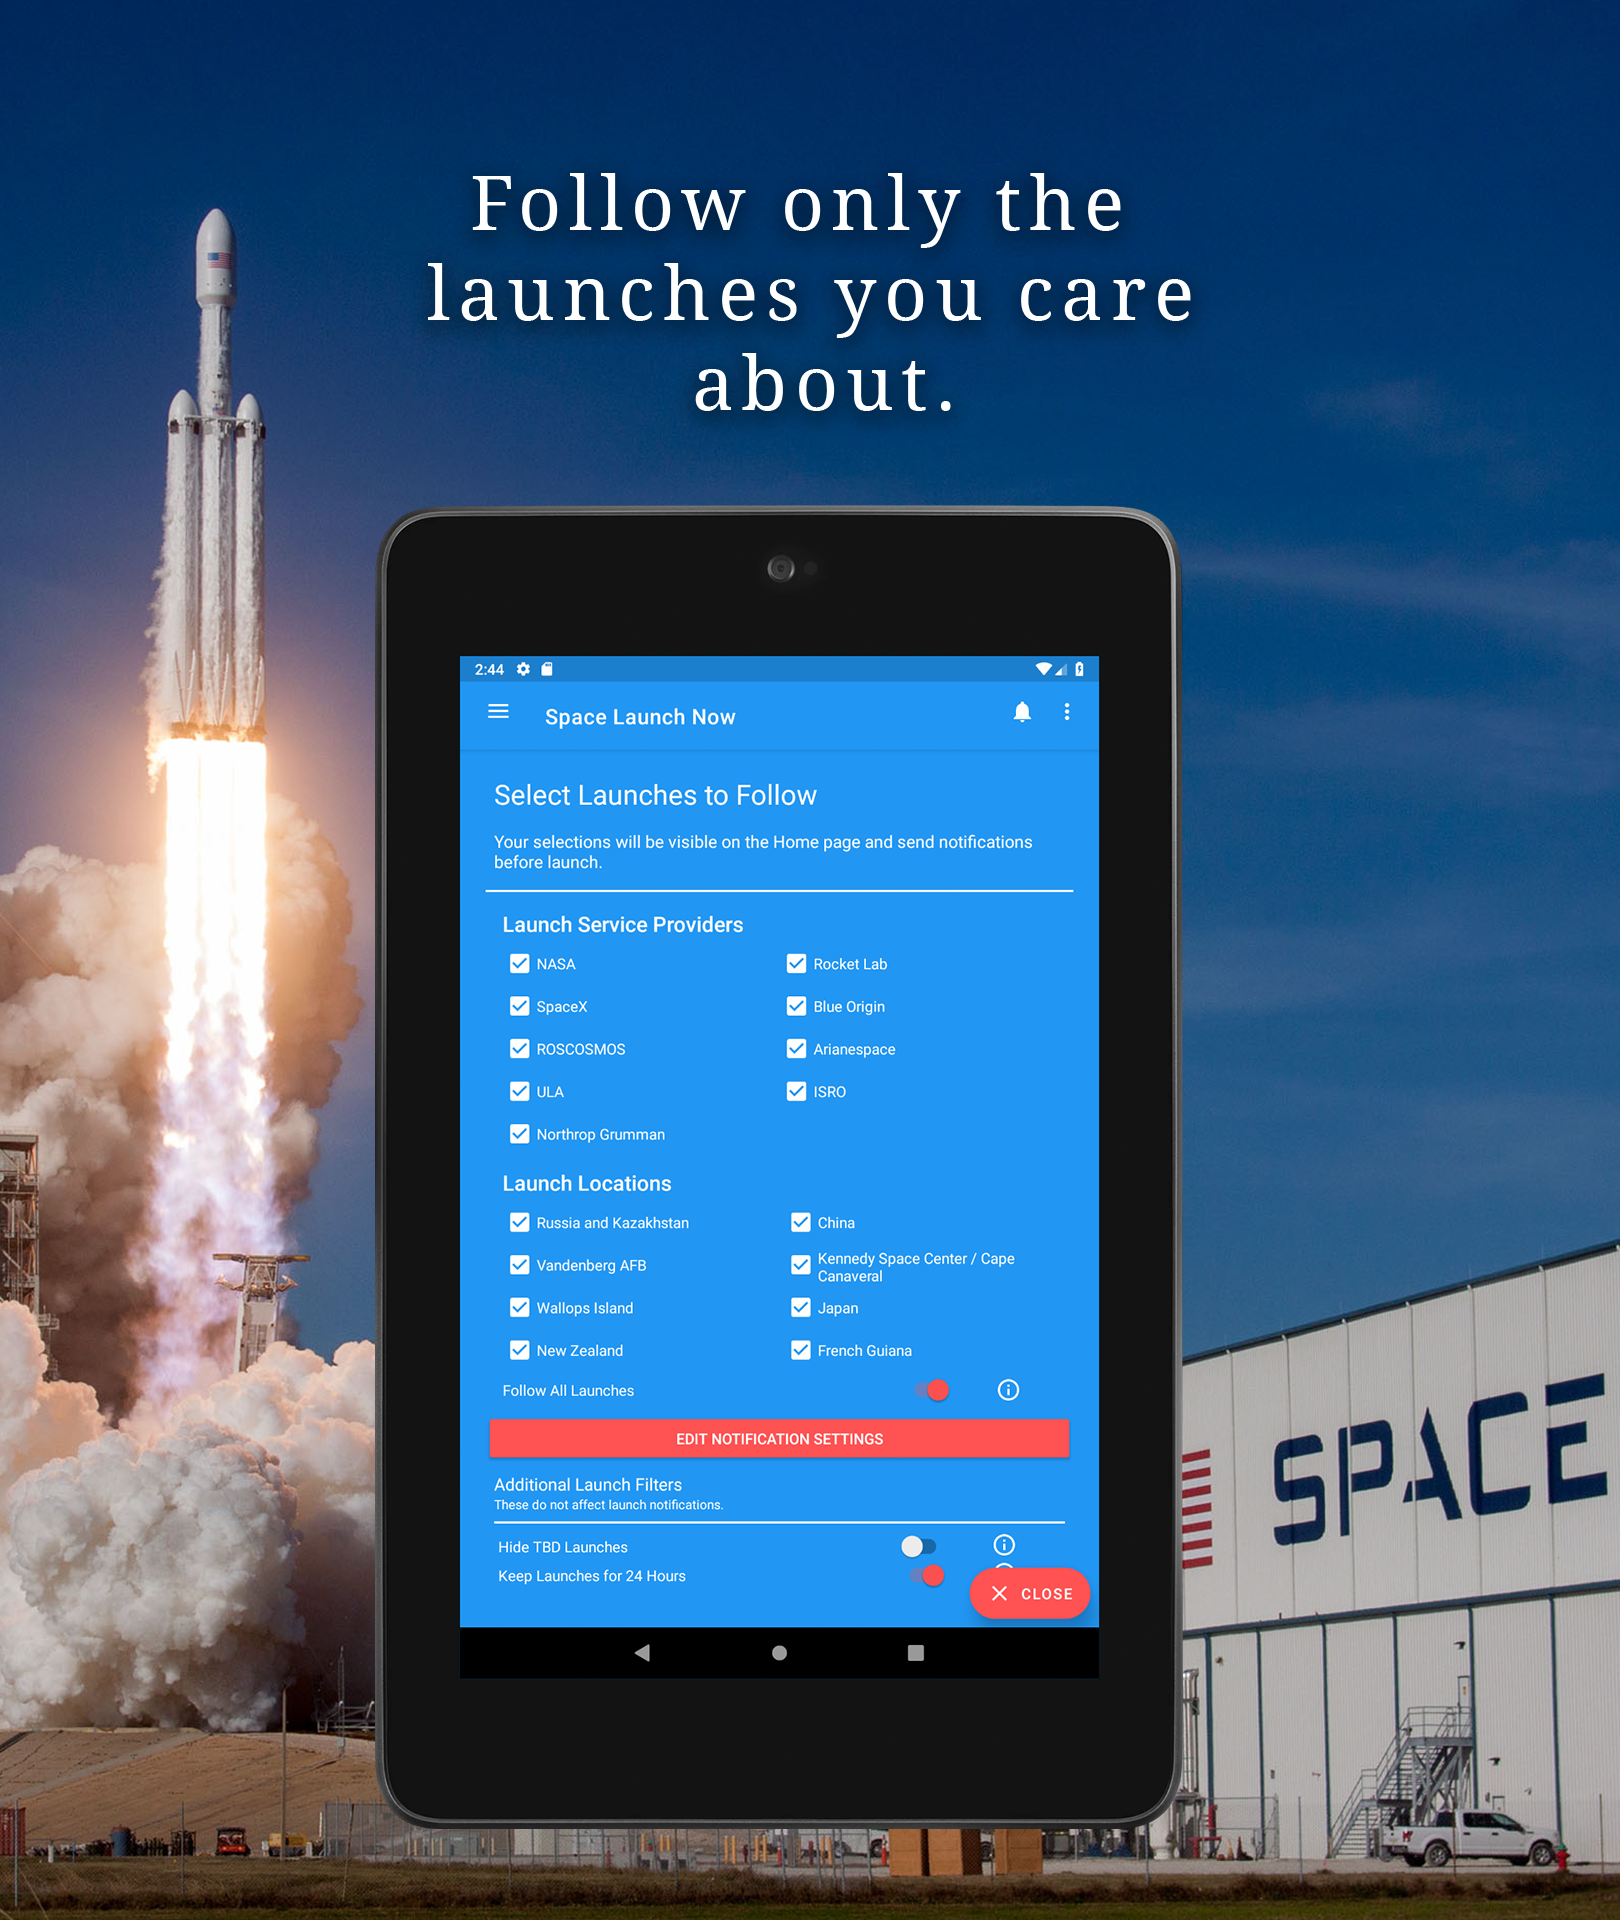 Follow only the
launches you care
about.
2:44
Space Launch Now
Select Launches to Follow
Your selections will be visible on the Home page and send notifications
before launch.
Launch Service Providers
NASA
Rocket Lab
SpaceX
Blue Origin
ROSCOSMOS
Arianespace
ULA
ISRO
Northrop Grumman
Launch Locations
Russia and Kazakhstan
China
Vandenberg AFB
Kennedy Space Center / Cape
Canaveral
Wallops Island
Japan
New Zealand
French Guiana
Follow All Launches
EDIT NOTIFICATION SETTINGS
Additional Launch Filters
These do not affect launch notifications.
Hide TBD Launches
Keep Launches for 24 Hours
CLOSE
SPACE